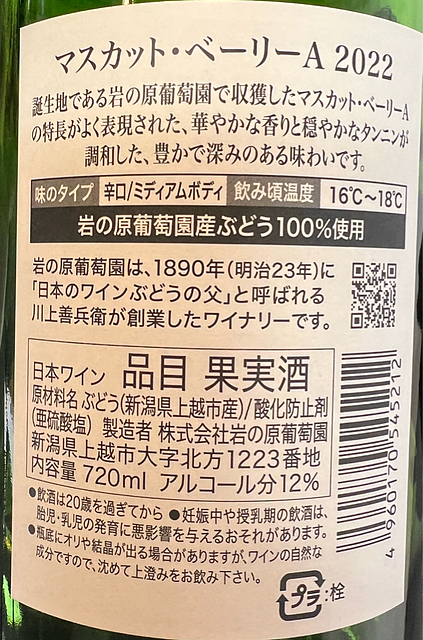 マスカット・ベーリーA 2022
誕生地である岩の原葡萄園で収穫したマスカット・ベーリーA
の特長がよく表現された、華やかな香りと穏やかなタンニンが
調和した、豊かで深みのある味わいです。
味のタイプ 辛口/ミディアムボディ 飲み頃温度 16℃~18℃
岩の原葡萄園産ぶどう100%使用
岩の原葡萄園は、1890年(明治23年)に
「日本のワインぶどうの父」と呼ばれる
川上善兵衛が創業したワイナリーです。
日本ワイン 品目 果実酒
原材料名 ぶどう(新潟県上越市産)/酸化防止剤
(亜硫酸塩) 製造者 株式会社岩の原葡萄園
新潟県上越市大字北方1223番地
内容量 720ml アルコール分12%
4 960170 545212
●飲酒は20歳を過ぎてから ●妊娠中や授乳期の飲酒は、
胎児・乳児の発育に悪影響を与えるおそれがあります。
●瓶底にオリや結晶が出る場合がありますが、ワインの自然な
成分ですので、沈めて上澄みをお飲み下さい。
プラ:栓